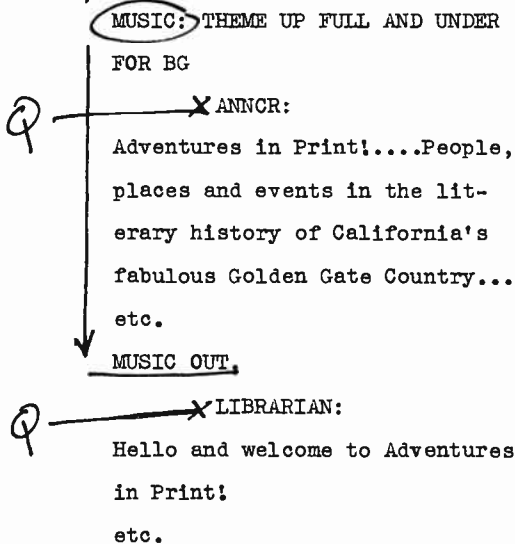 MUSIC: THEME UP FULL AND UNDER
FOR BG
Q X ANNCR:
Adventures in Print!....People,
places and events in the lit-
erary history of California's
fabulous Golden Gate Country...
etc.
MUSIC OUT.
Q X LIBRARIAN:
Hello and welcome to Adventures
in Print!
etc.